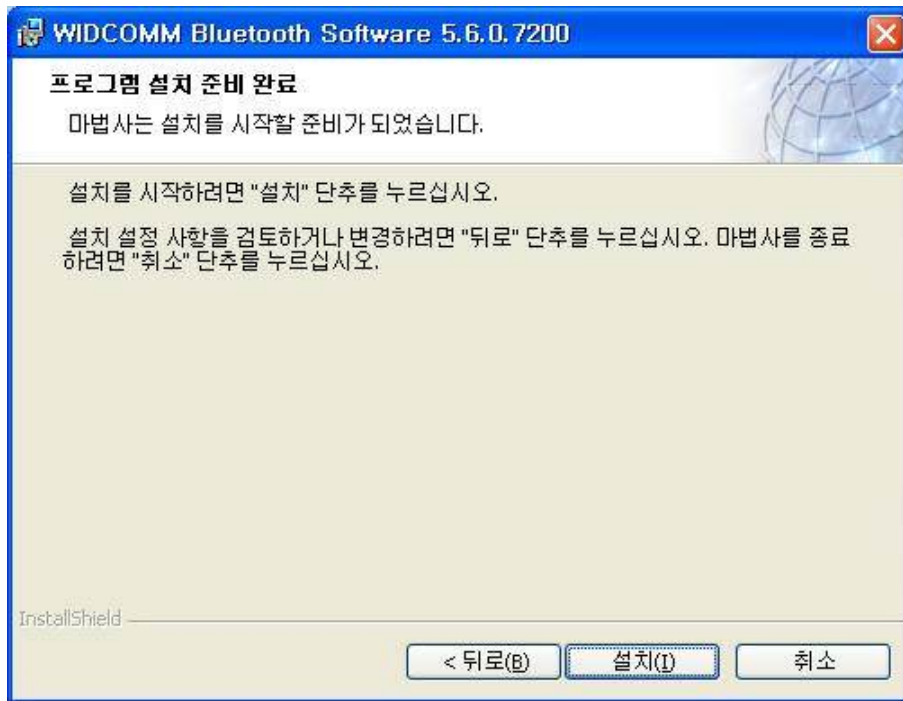 WIDCOMM Bluetooth Software 5.6.0.7200
프로그램 설치 준비 완료
마법사는 설치를 시작할 준비가 되었습니다.
설치를 시작하려면 "설치" 단추를 누르십시오.
설치 설정 사항을 검토하거나 변경하려면 "뒤로" 단추를 누르십시오. 마법사를 종료
하려면 "취소" 단추를 누르십시오.
InstallShield
< 뒤로(B) 설치(I) 취소